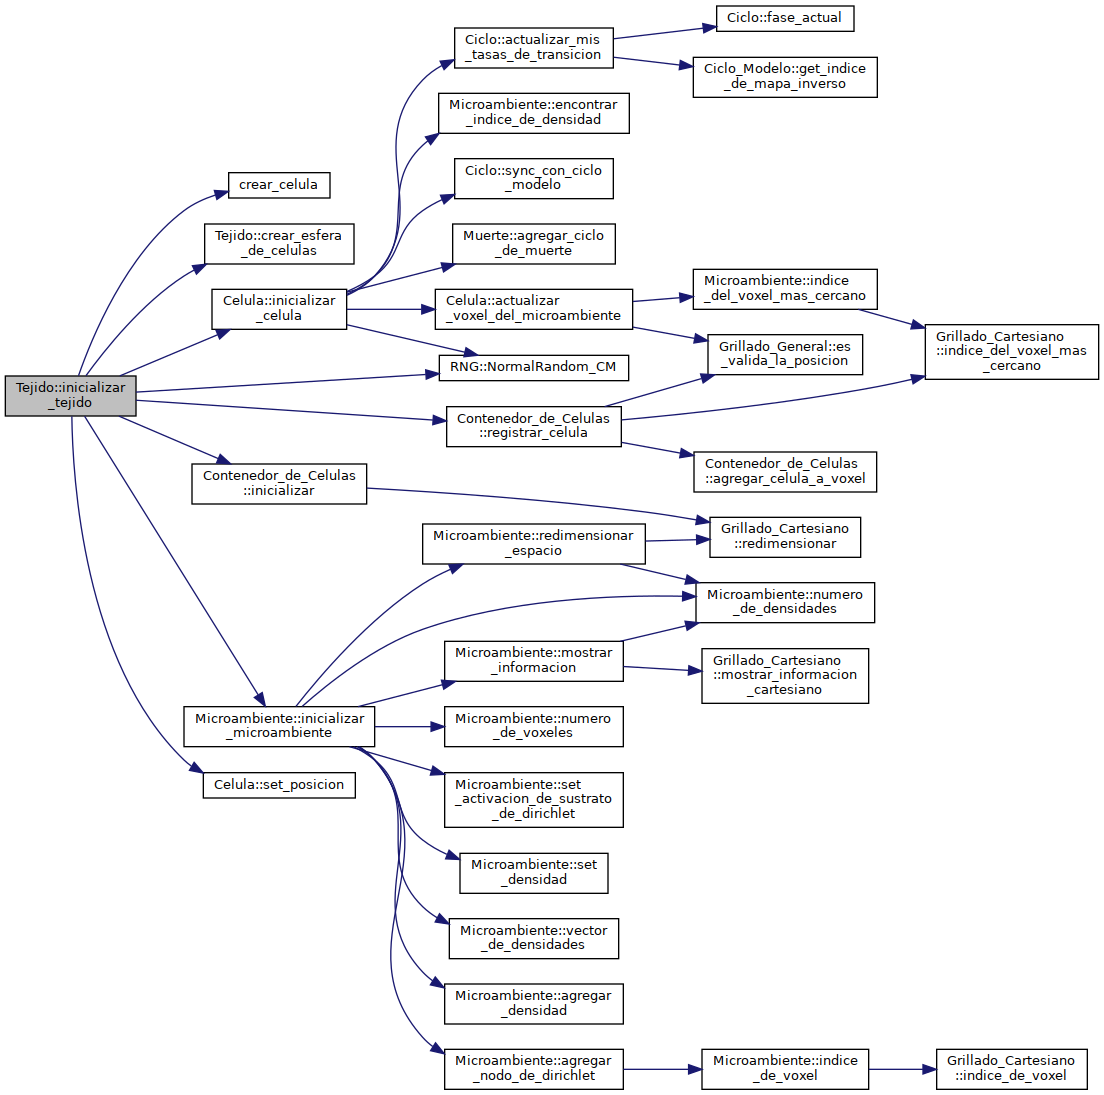 Tejido::inicializar
_tejido
crear_celula
Tejido::crear_esfera
_de_celulas
Celula::inicializar
_celula
Ciclo::actualizar_mis
_tasas_de_transicion
Ciclo::fase_actual
Ciclo_Modelo::get_indice
_de_mapa_inverso
Microambiente::encontrar
_indice_de_densidad
Ciclo::sync_con_ciclo
_modelo
Muerte::agregar_ciclo
_de_muerte
Celula::actualizar
_voxel_del_microambiente
Microambiente::indice
_del_voxel_mas_cercano
Grillado_Cartesiano
::indice_del_voxel_mas
_cercano
Grillado_General::es
_valida_la_posicion
RNG::NormalRandom_CM
Contenedor_de_Celulas
::registrar_celula
Contenedor_de_Celulas
::agregar_celula_a_voxel
Contenedor_de_Celulas
::inicializar
Grillado_Cartesiano
::redimensionar
Microambiente::inicializar
_microambiente
Microambiente::redimensionar
_espacio
Microambiente::numero
_de_densidades
Microambiente::mostrar
_informacion
Grillado_Cartesiano
::mostrar_informacion
_cartesiano
Microambiente::numero
_de_voxeles
Microambiente::set
_activacion_de_sustrato
_de_dirichlet
Microambiente::set
_densidad
Microambiente::vector
_de_densidades
Microambiente::agregar
_densidad
Microambiente::agregar
_nodo_de_dirichlet
Microambiente::indice
_de_voxel
Grillado_Cartesiano
::indice_de_voxel
Celula::set_posicion